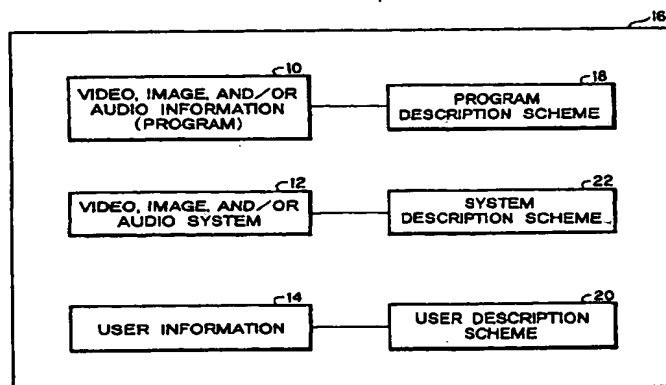 16
10
VIDEO, IMAGE, AND/OR
AUDIO INFORMATION
(PROGRAM)
18
PROGRAM
DESCRIPTION SCHEME
12
VIDEO, IMAGE, AND/OR
AUDIO SYSTEM
22
SYSTEM
DESCRIPTION SCHEME
14
USER INFORMATION
20
USER DESCRIPTION
SCHEME